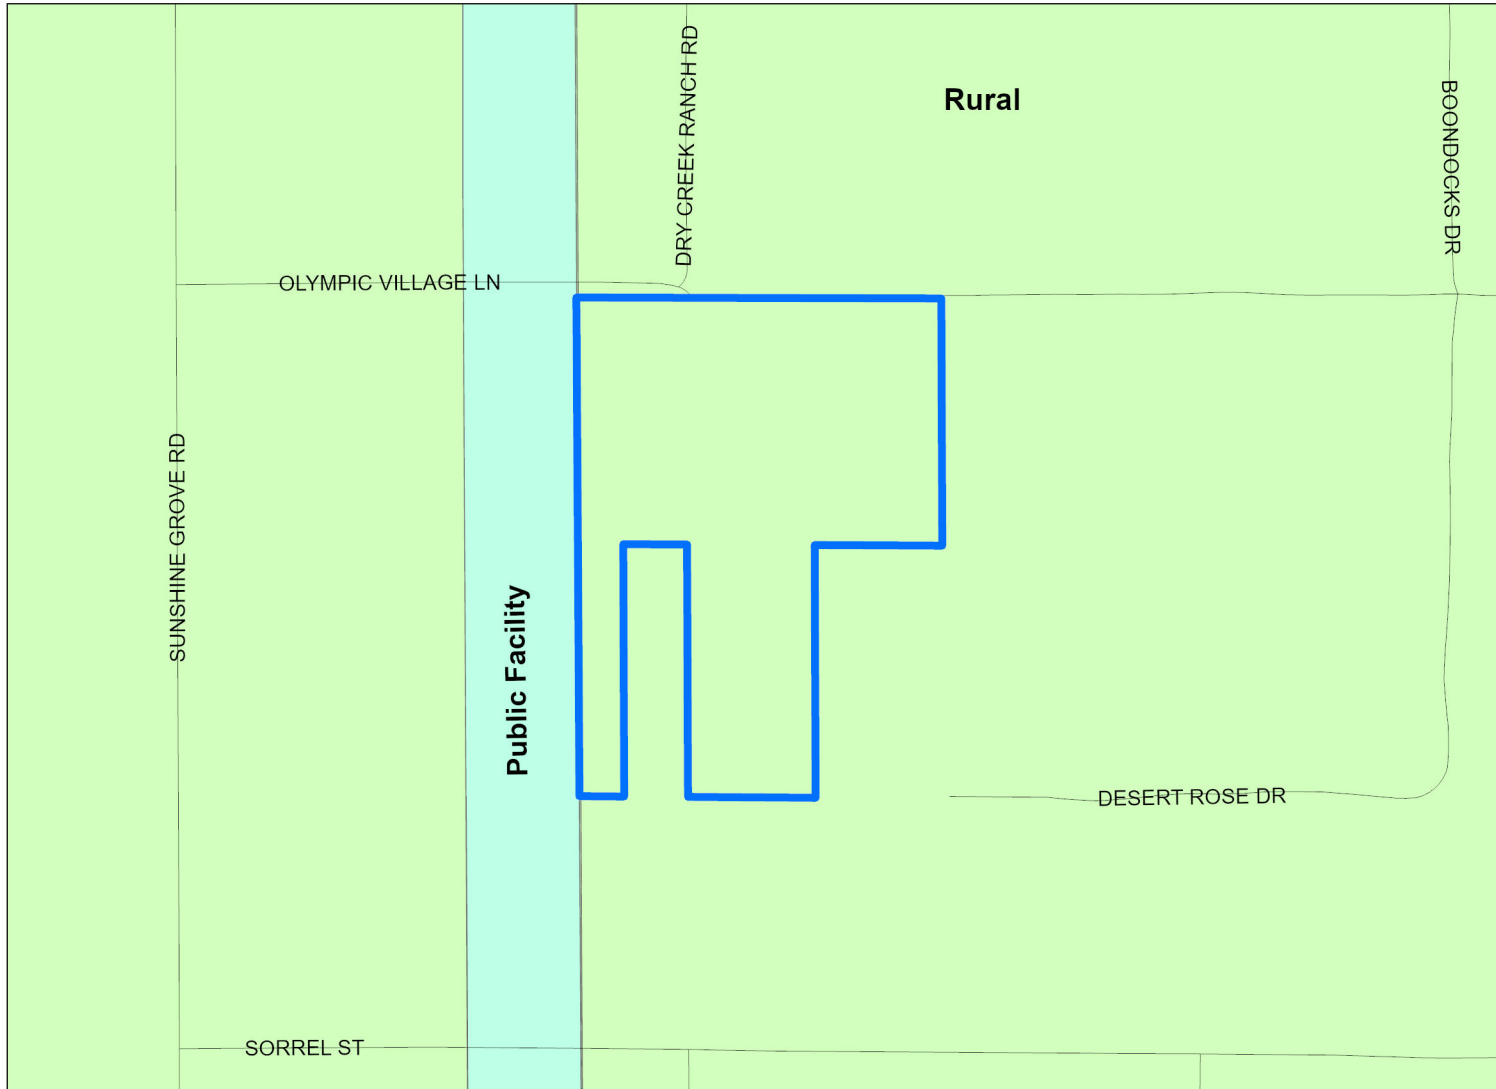 Rural
DRY CREEK RANCH RD
BOONDOCKS DR
OLYMPIC VILLAGE LN
SUNSHINE GROVE RD
Public Facility
DESERT ROSE DR
SORREL ST